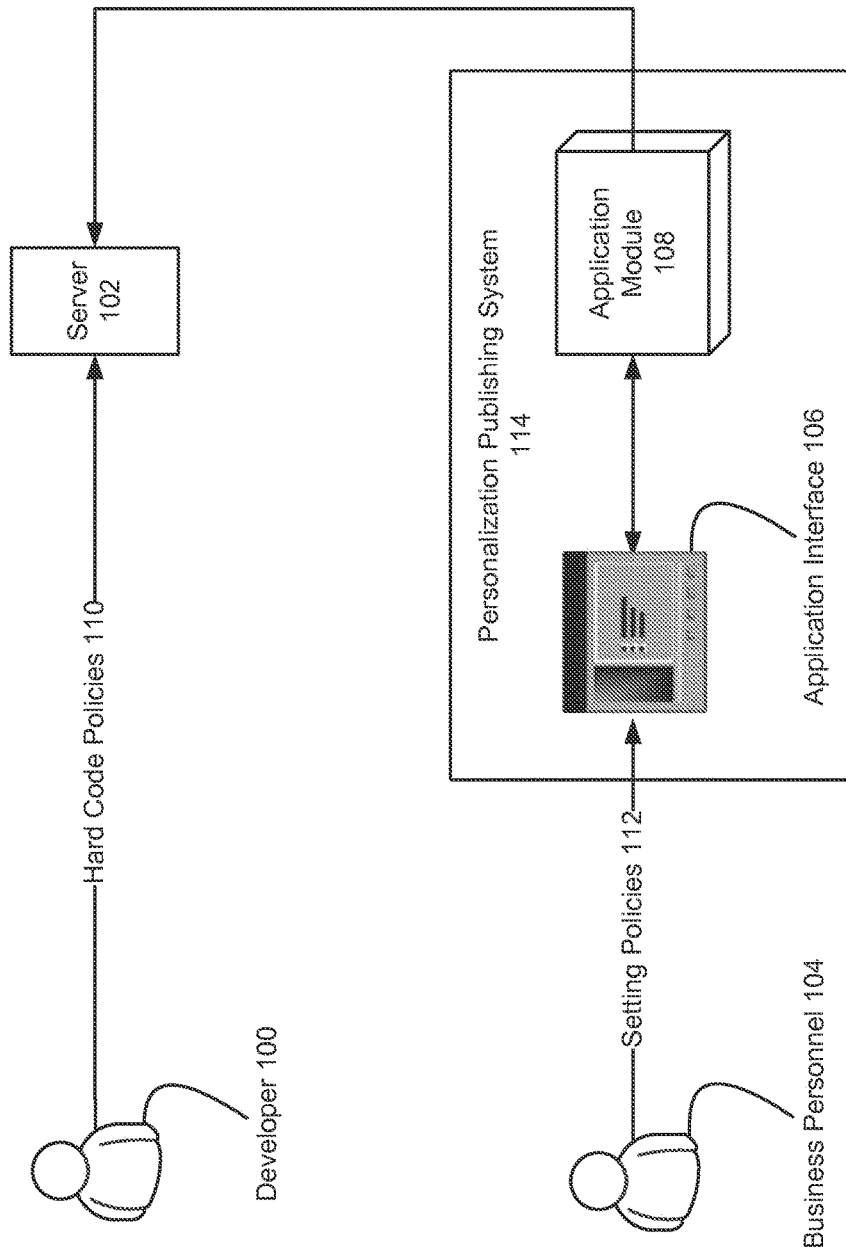 Developer 100
Hard Code Policies 110
Server
102
Business Personnel 104
Setting Policies 112
Personalization Publishing System
114
Application Interface 106
Application
Module
108